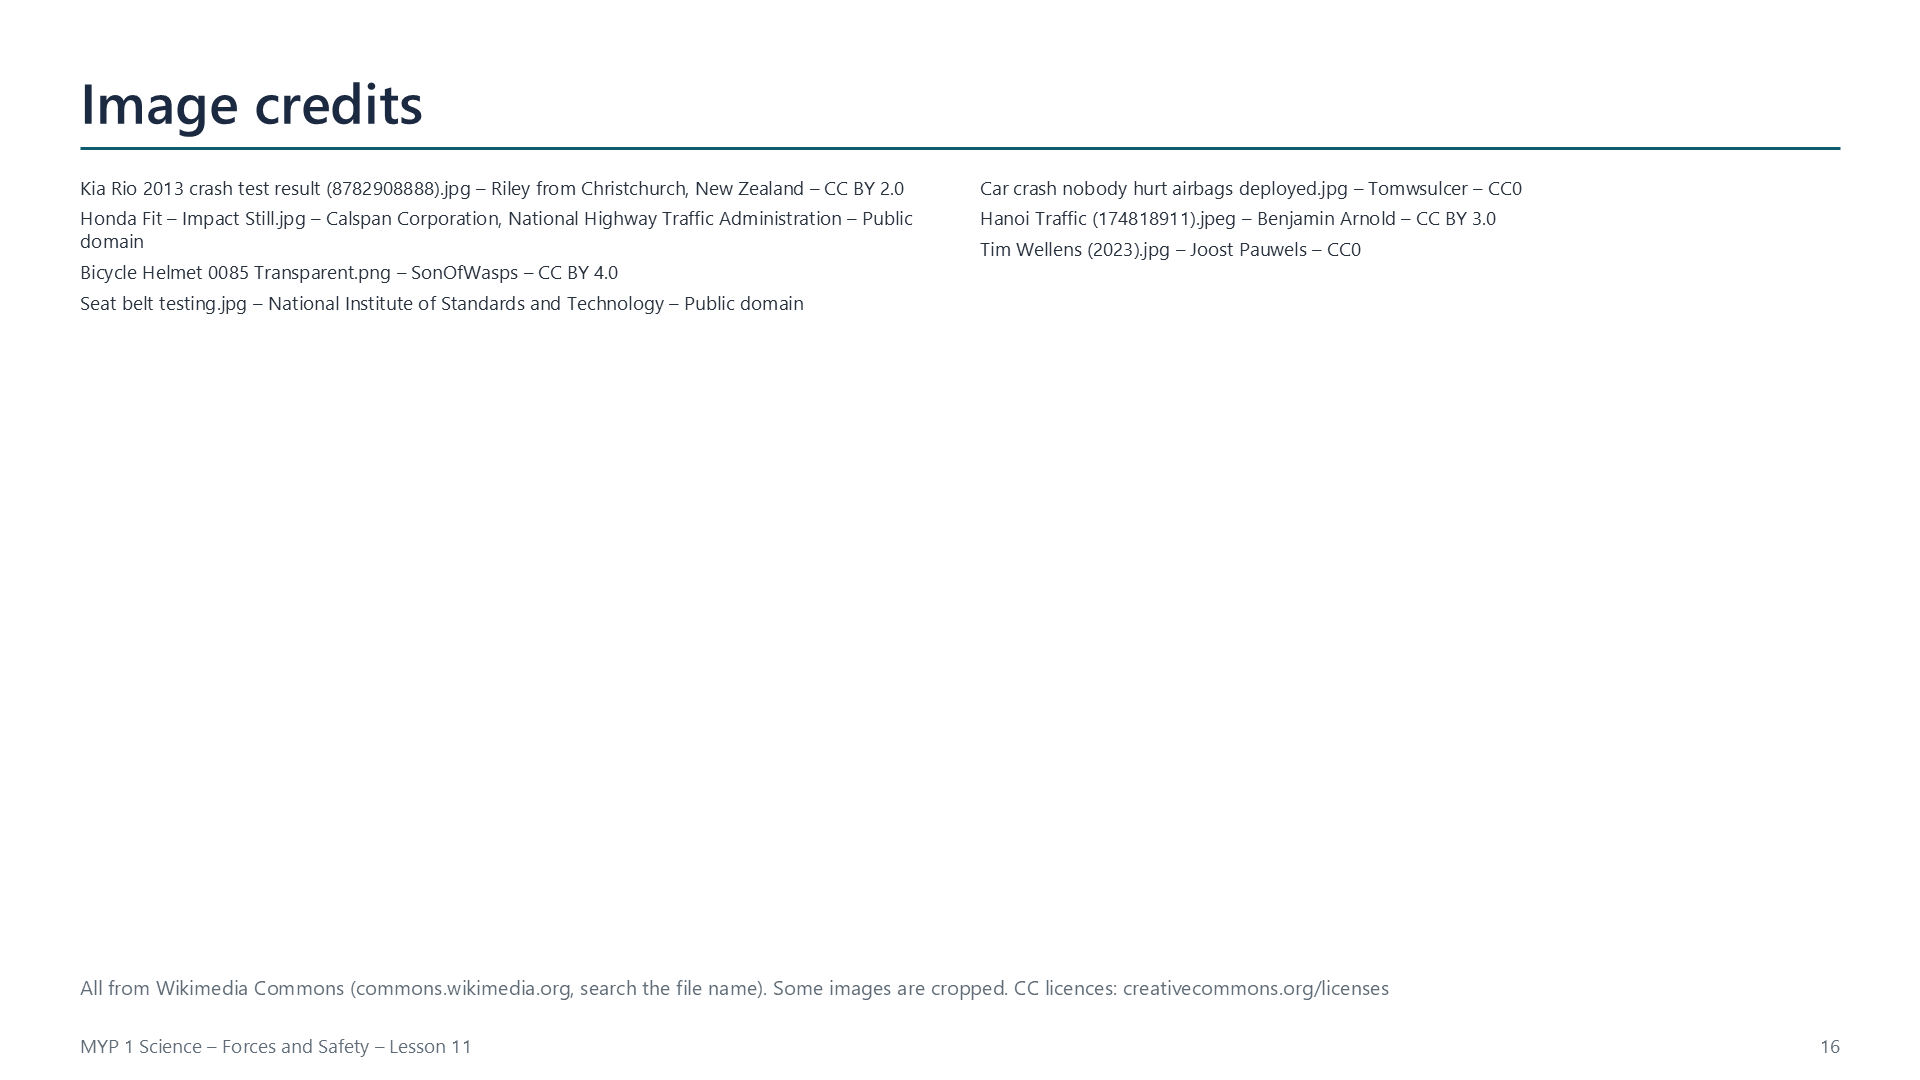 Image credits
Kia Rio 2013 crash test result (8782908888).jpg – Riley from Christchurch, New Zealand – CC BY 2.0
Honda Fit – Impact Still.jpg – Calspan Corporation, National Highway Traffic Administration – Public
domain
Bicycle Helmet 0085 Transparent.png – SonOfWasps – CC BY 4.0
Seat belt testing.jpg – National Institute of Standards and Technology – Public domain
Car crash nobody hurt airbags deployed.jpg – Tomwsulcer – CC0
Hanoi Traffic (174818911).jpeg – Benjamin Arnold – CC BY 3.0
Tim Wellens (2023).jpg – Joost Pauwels – CC0
All from Wikimedia Commons (commons.wikimedia.org, search the file name). Some images are cropped. CC licences: creativecommons.org/licenses
MYP 1 Science – Forces and Safety – Lesson 11
16